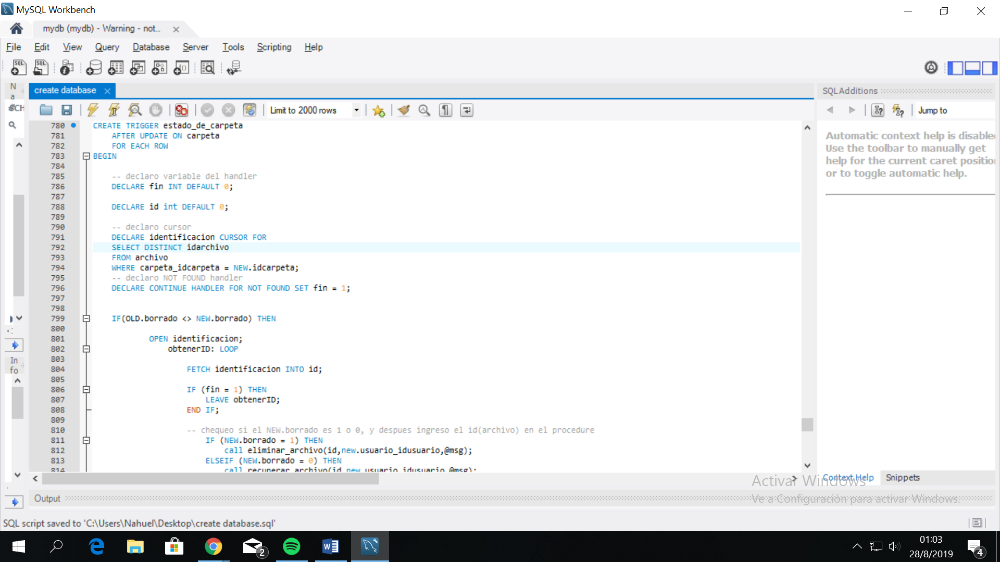 MySQL Workbench
mydb (mydb) - Warning - not...
File Edit View Query Database Server Tools Scripting Help
create database
SQLAdditions
N
a
Limit to 2000 rows
Jump to
780 CREATE TRIGGER estado_de_carpeta
781 AFTER UPDATE ON carpeta
782 FOR EACH ROW
783 BEGIN
784
785 -- declaro variable del handler
786 DECLARE fin INT DEFAULT 0;
787
788 DECLARE id int DEFAULT 0;
789
790 -- declaro cursor
791 DECLARE identificacion CURSOR FOR
792 SELECT DISTINCT idarchivo
793 FROM archivo
794 WHERE carpeta_idcarpeta = NEW.idcarpeta;
795 -- declaro NOT FOUND handler
796 DECLARE CONTINUE HANDLER FOR NOT FOUND SET fin = 1;
797
798
799 IF(OLD.borrado <> NEW.borrado) THEN
800
801 OPEN identificacion;
802 obtenerID: LOOP
803
804 FETCH identificacion INTO id;
805
806 IF (fin = 1) THEN
807 LEAVE obtenerID;
808 END IF;
809
810 -- chequeo si el NEW.borrado es 1 o 0, y despues ingreso el id(archivo) en el procedure
811 IF (NEW.borrado = 1) THEN
812 call eliminar_archivo(id,new.usuario_idusuario,@msg);
813 ELSEIF (NEW.borrado = 0) THEN
814 call recuperar_archivo(id,new.usuario_idusuario,@msg);
In
fo
Automatic context help is disable
Use the toolbar to manually get
help for the current caret positio
or to toggle automatic help.
Context Help Snippets
Activar Windows
Ve a Configuración para activar Windows.
Output
SQL script saved to 'C:\Users\Nahuel\Desktop\create database.sql'
2
01:03
28/8/2019
4